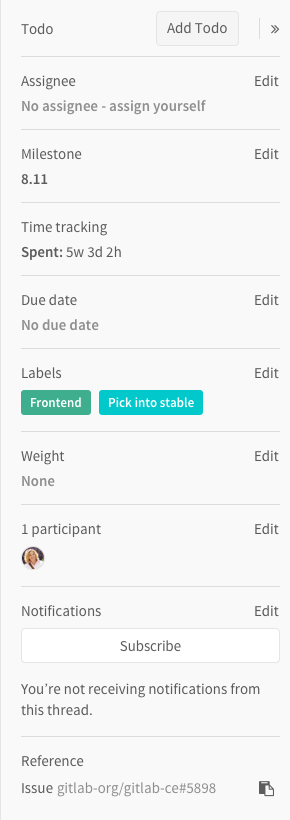 Todo Add Todo »
Assignee Edit
No assignee - assign yourself
Milestone Edit
8.11
Time tracking
Spent: 5w 3d 2h
Due date Edit
No due date
Labels Edit
Frontend Pick into stable
Weight Edit
None
1 participant Edit
Notifications Edit
Subscribe
You’re not receiving notifications from
this thread.
Reference
Issue gitlab-org/gitlab-ce#5898